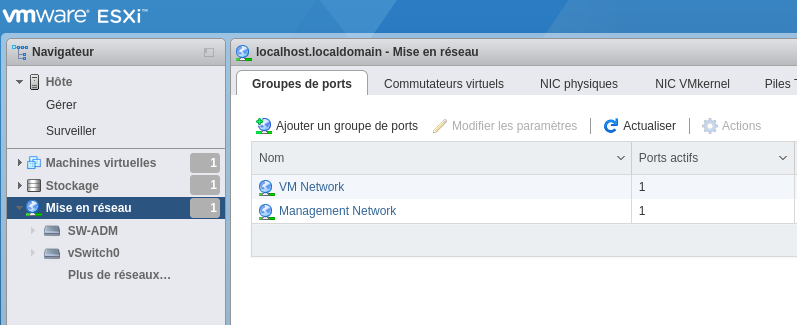 vmware ESXi™
Navigateur
localhost.localdomain - Mise en réseau
Hôte
Gérer
Surveiller
Machines virtuelles 1
Stockage 1
Mise en réseau 1
SW-ADM
vSwitch0
Plus de réseaux…
Groupes de ports Commutateurs virtuels NIC physiques NIC VMkernel Piles
Ajouter un groupe de ports Modifier les paramètres Actualiser Actions
Nom Ports actifs
VM Network 1
Management Network 1